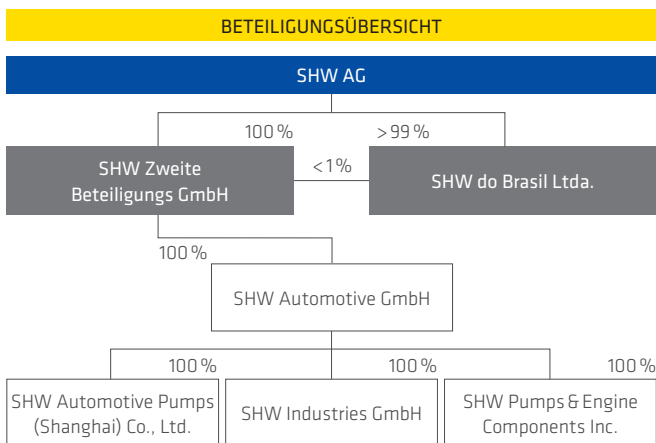 BETEILIGUNGSÜBERSICHT
SHW AG
100 %
> 99 %
SHW Zweite
Beteiligungs GmbH
< 1 %
SHW do Brasil Ltda.
100 %
SHW Automotive GmbH
100 %
100 %
100 %
SHW Automotive Pumps
(Shanghai) Co., Ltd.
SHW Industries GmbH
SHW Pumps & Engine
Components Inc.